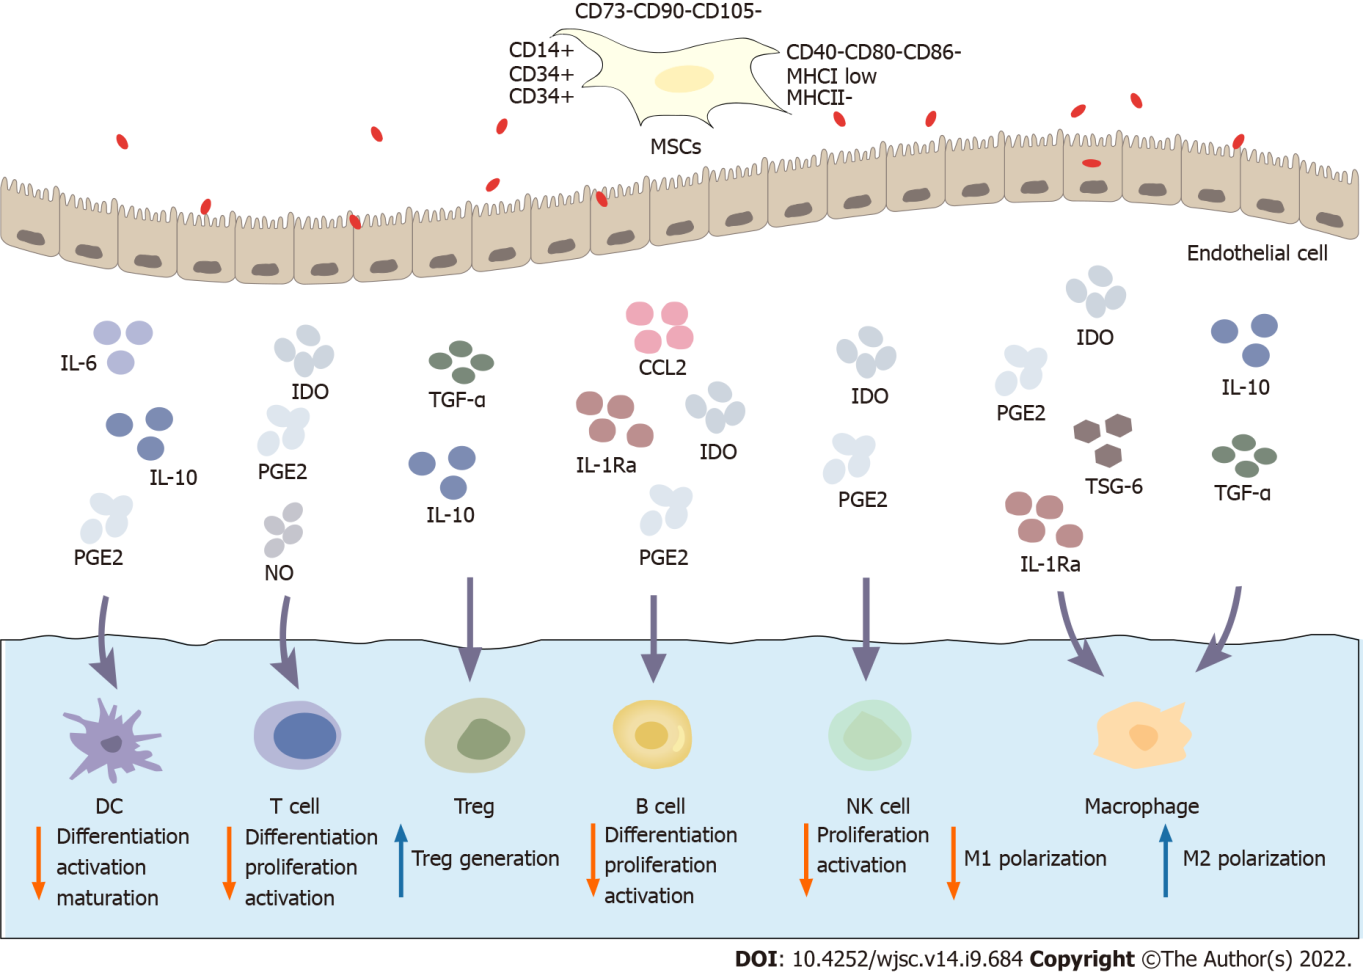 CD73-CD90-CD105-
CD14+
CD34+
CD34+
CD40-CD80-CD86-
MHCI low
MHCII-
MSCs
Endothelial cell
IL-6
IL-10
PGE2
IDO
PGE2
NO
TGF-α
IL-10
CCL2
IL-1Ra
IDO
PGE2
IDO
PGE2
IDO
PGE2
TSG-6
IL-1Ra
IL-10
TGF-α
DC
Differentiation
activation
maturation
T cell
Differentiation
proliferation
activation
Treg
Treg generation
B cell
Differentiation
proliferation
activation
NK cell
Proliferation
activation
Macrophage
M1 polarization
M2 polarization
DOI: 10.4252/wjsc.v14.i9.684 Copyright ©The Author(s) 2022.